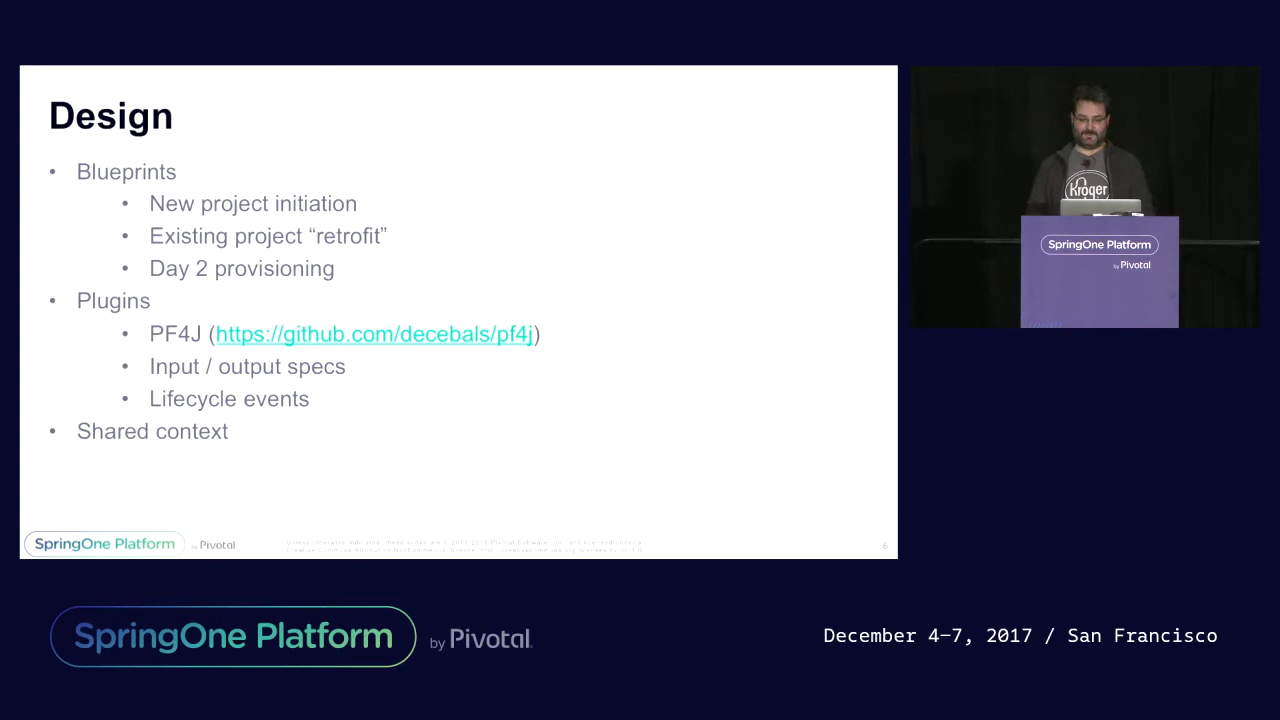 Design
• Blueprints
• New project initiation
• Existing project “retrofit”
• Day 2 provisioning
• Plugins
• PF4J (https://github.com/decebals/pf4j)
• Input / output specs
• Lifecycle events
• Shared context
SpringOne Platform by Pivotal
6
Kroger
SpringOne Platform
by Pivotal
SpringOne Platform by Pivotal.
December 4–7, 2017 / San Francisco